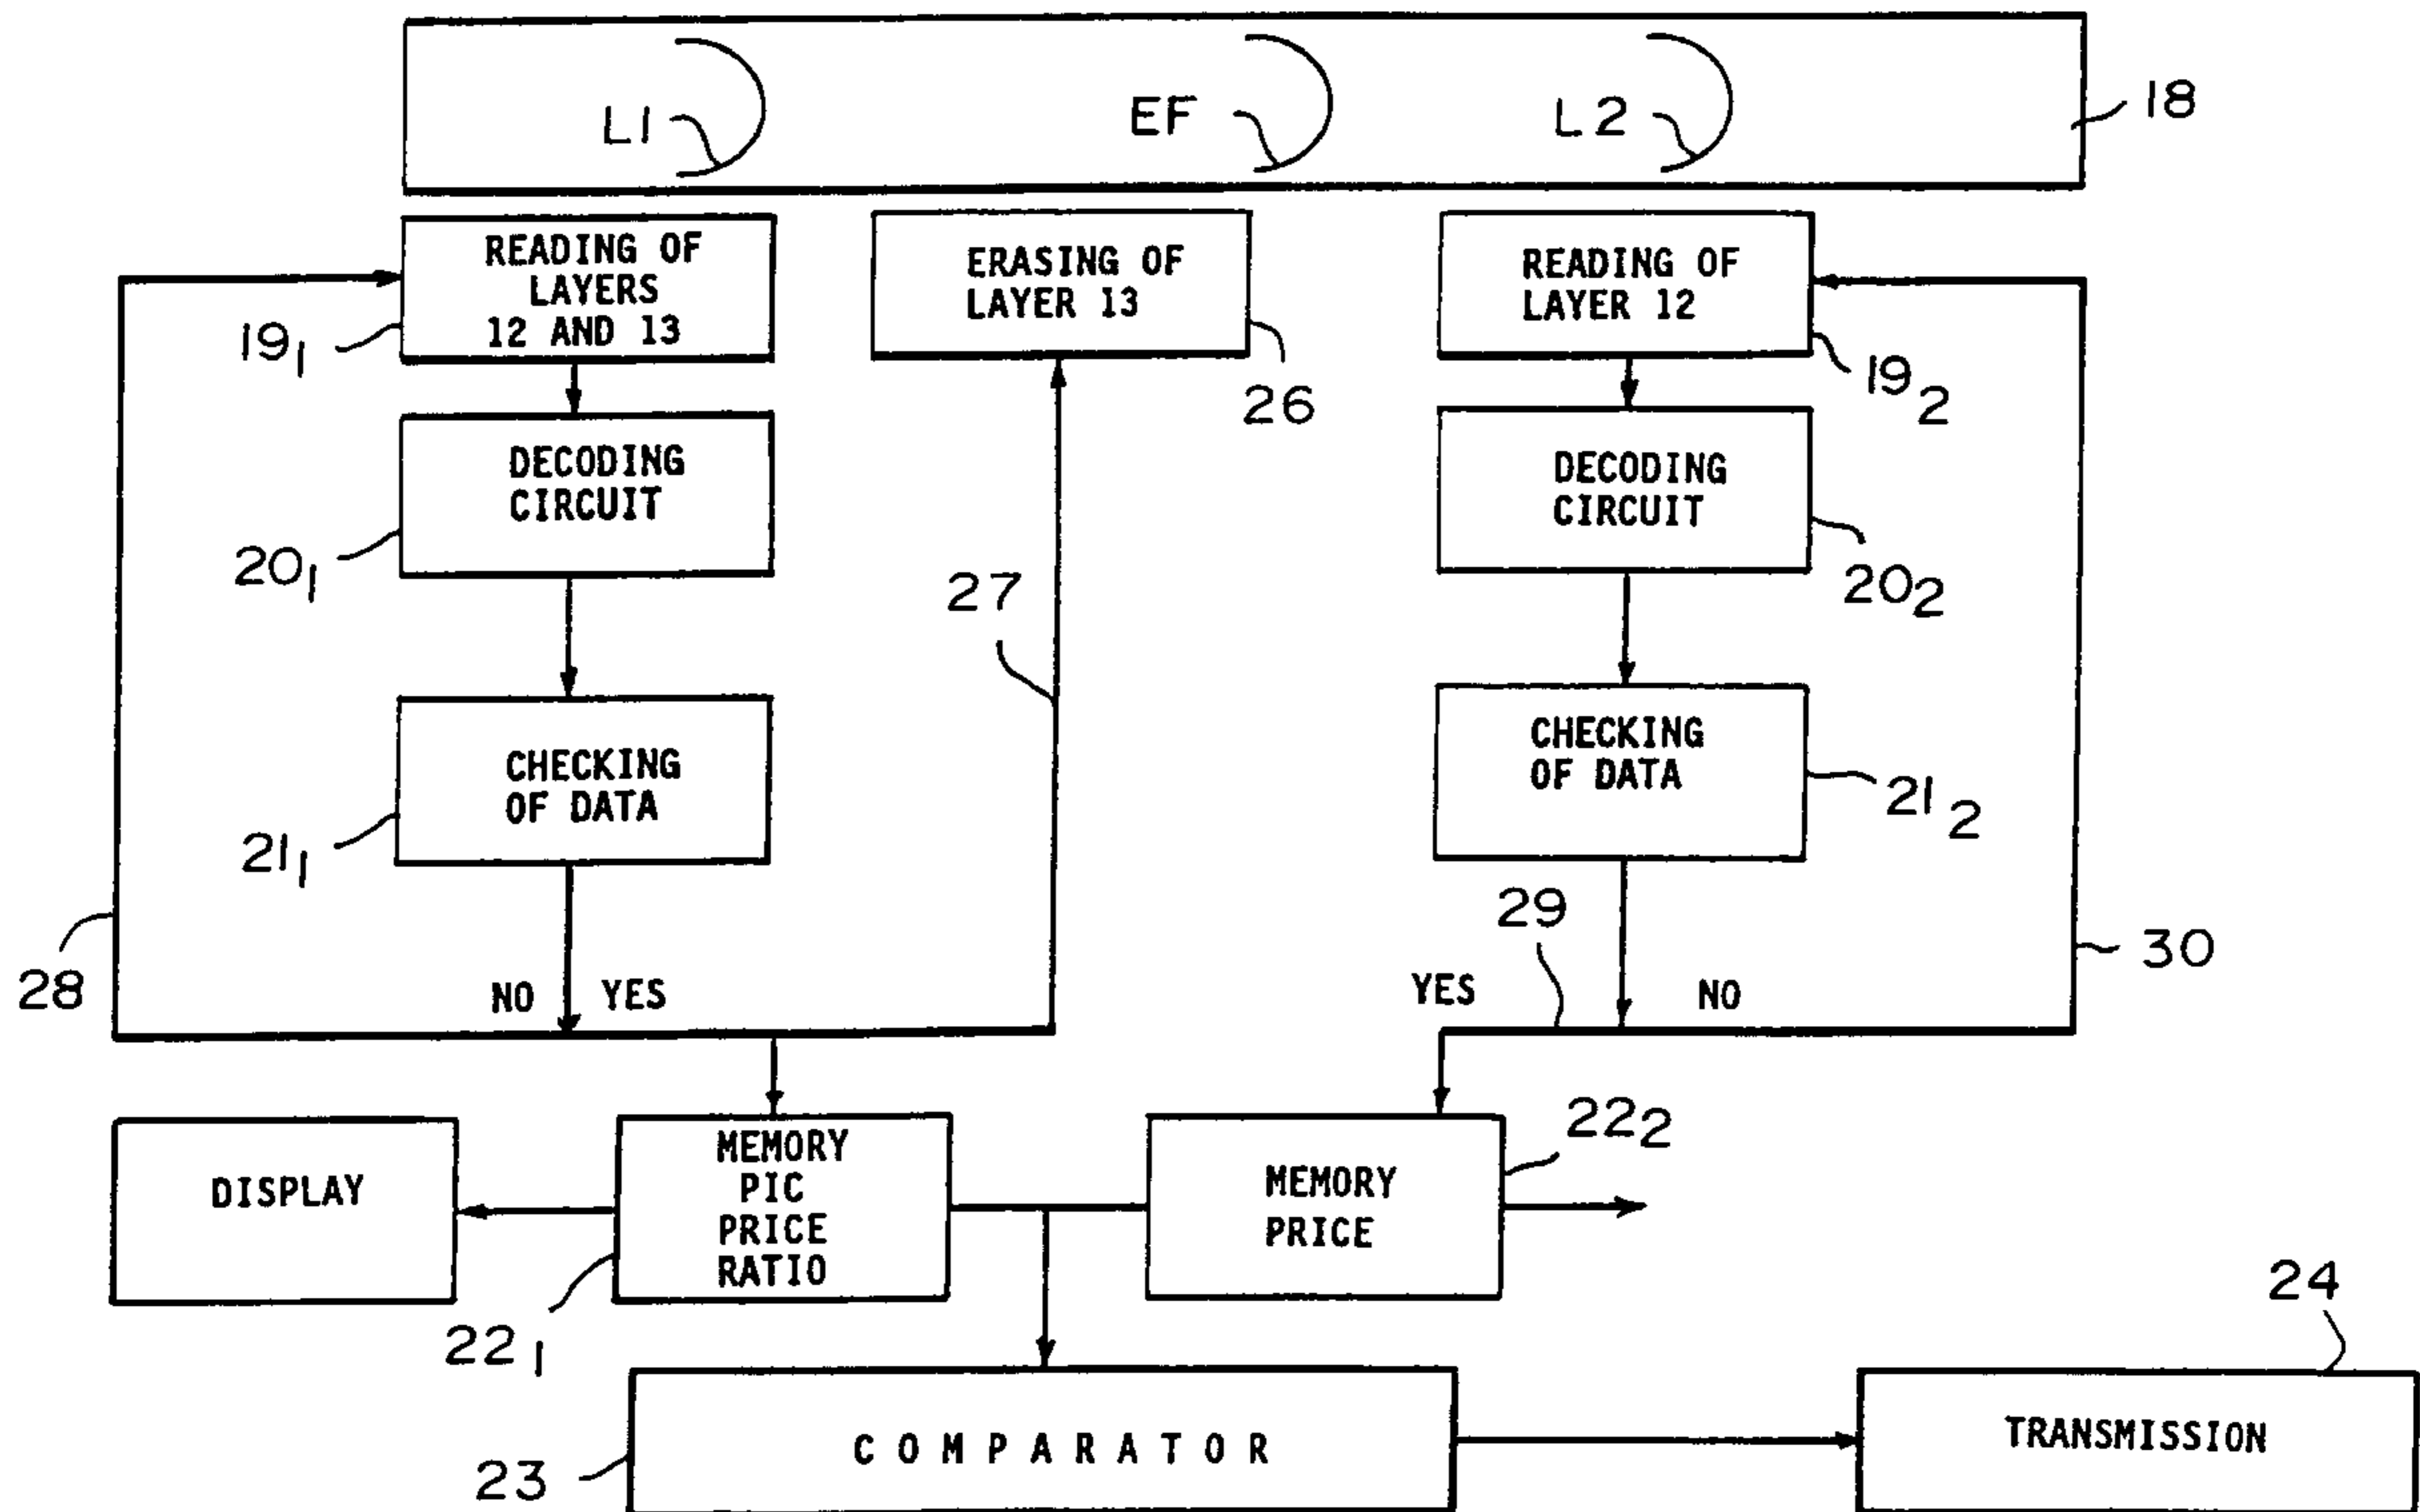 L1
EF
L2
18
READING OF
LAYERS
12 AND 13
19₁
ERASING OF
LAYER 13
26
READING OF
LAYER 12
19₂
DECODING
CIRCUIT
20₁
DECODING
CIRCUIT
20₂
27
CHECKING
OF DATA
21₁
CHECKING
OF DATA
21₂
28
NO
YES
29
YES
NO
30
DISPLAY
MEMORY
PIC
PRICE
RATIO
22₁
MEMORY
PRICE
22₂
24
COMPARATOR
23
TRANSMISSION